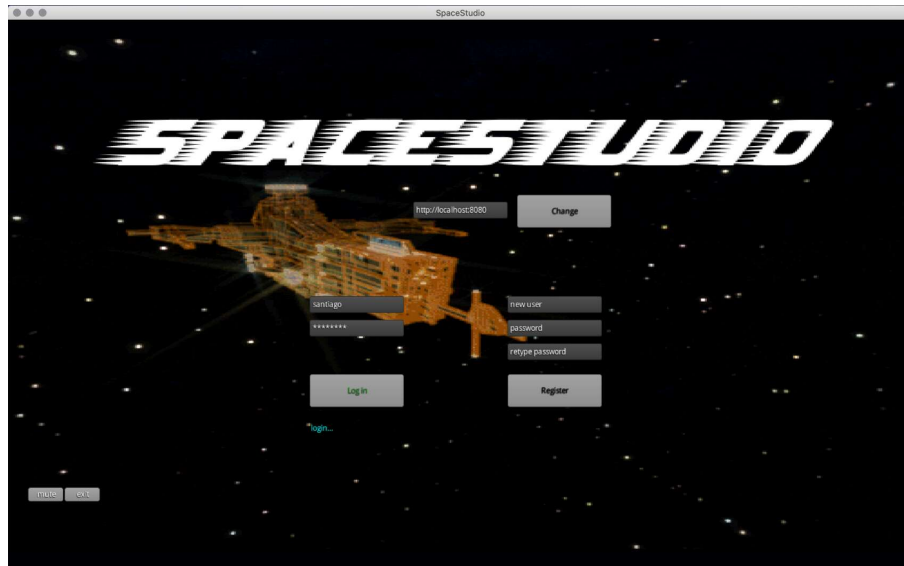 SpaceStudio
SPACESTUDIO
http://localhost:8080
Change
santiago
new user
********
password
retype password
Log in
Register
login...
mute
exit